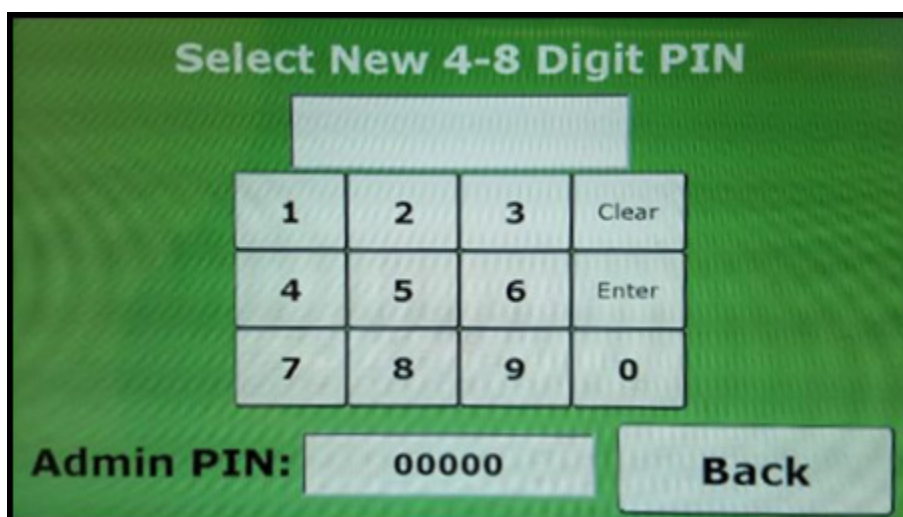 Select New 4-8 Digit PIN
1 2 3 Clear
4 5 6 Enter
7 8 9 0
Admin PIN: 00000 Back